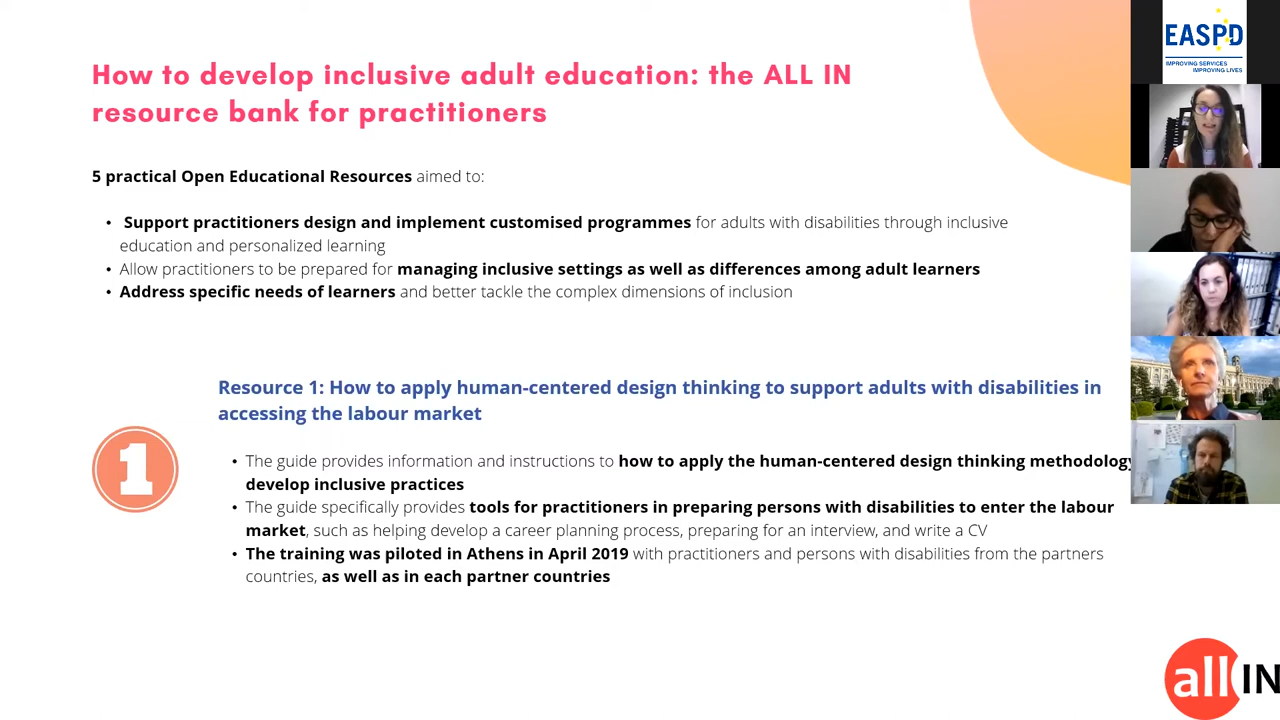 How to develop inclusive adult education: the ALL IN
resource bank for practitioners
5 practical Open Educational Resources aimed to:
• Support practitioners design and implement customised programmes for adults with disabilities through inclusive
education and personalized learning
• Allow practitioners to be prepared for managing inclusive settings as well as differences among adult learners
• Address specific needs of learners and better tackle the complex dimensions of inclusion
Resource 1: How to apply human-centered design thinking to support adults with disabilities in
accessing the labour market
1
• The guide provides information and instructions to how to apply the human-centered design thinking methodology
develop inclusive practices
• The guide specifically provides tools for practitioners in preparing persons with disabilities to enter the labour
market, such as helping develop a career planning process, preparing for an interview, and write a CV
• The training was piloted in Athens in April 2019 with practitioners and persons with disabilities from the partners
countries, as well as in each partner countries
EASPD
IMPROVING SERVICES
IMPROVING LIVES
all IN